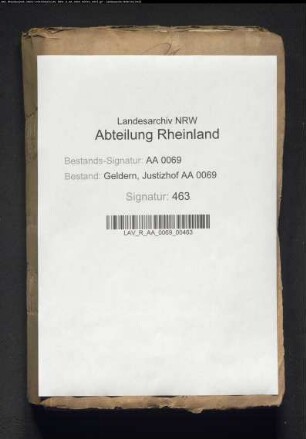 Landesarchiv NRW
Abteilung Rheinland
Bestands-Signatur: AA 0069
Bestand: Geldern, Justizhof AA 0069
Signatur: 463
LAV_R_AA_0069_00463